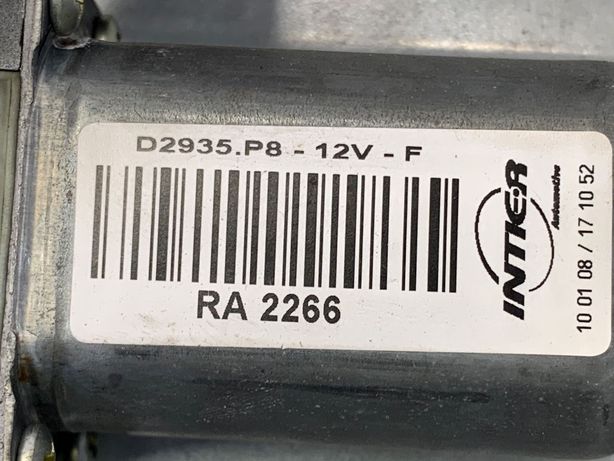 D2935.P8 - 12V - F
RA 2266
INTIER
Automotive
10 01 08 / 17 10 52